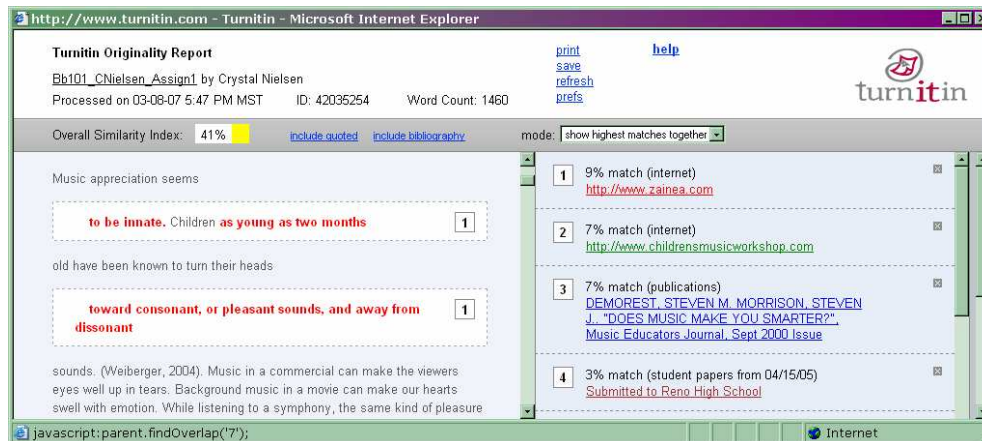 http://www.turnitin.com - Turnitin - Microsoft Internet Explorer
Turnitin Originality Report
Bb101_CNielsen_Assign1 by Crystal Nielsen
Processed on 03-08-07 5:47 PM MST ID: 42035254 Word Count: 1460
print
save
refresh
prefs
help
turnitin
Overall Similarity Index: 41% include quoted include bibliography mode: show highest matches together
Music appreciation seems
to be innate. Children as young as two months 1
old have been known to turn their heads
toward consonant, or pleasant sounds, and away from 1
dissonant
sounds. (Weiberger, 2004). Music in a commercial can make the viewers
eyes well up in tears. Background music in a movie can make our hearts
swell with emotion. While listening to a symphony, the same kind of pleasure
1 9% match (internet)
http://www.zainea.com
2 7% match (internet)
http://www.childrensmusicworkshop.com
3 7% match (publications)
DEMOREST, STEVEN M. MORRISON, STEVEN
J.. "DOES MUSIC MAKE YOU SMARTER?",
Music Educators Journal, Sept 2000 Issue
4 3% match (student papers from 04/15/05)
Submitted to Reno High School
javascript:parent.findOverlap('7'); Internet